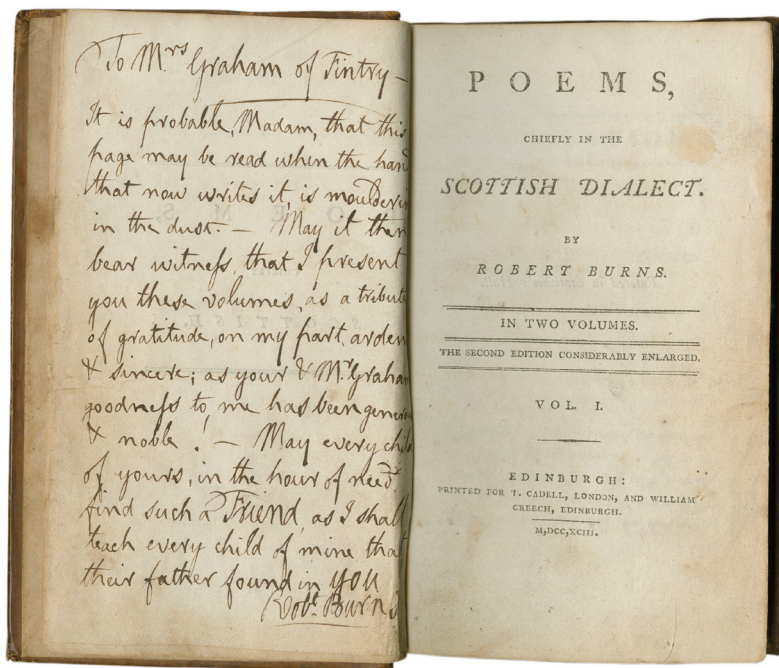 To Mrs Graham of Fintry —
It is probable, Madam, that this
page may be read when the han
that now writes it, is moulderi
in the dust. — May it then
bear witness, that I present
you these volumes, as a tribute
of gratitude, on my part, arden
& sincere; as your & Mr Graham
goodness to me has been gener
& noble! — May every chil
of yours, in the hour of need
find such a Friend, as I shall
teach every child of mine that
their father found in you
Robt Burns
POEMS,
CHIEFLY IN THE
SCOTTISH DIALECT.
BY
ROBERT BURNS.
IN TWO VOLUMES.
THE SECOND EDITION CONSIDERABLY ENLARGED.
VOL. I.
EDINBURGH:
PRINTED FOR T. CADELL, LONDON, AND WILLIAM
CREECH, EDINBURGH.
M,DCC,XCIII.